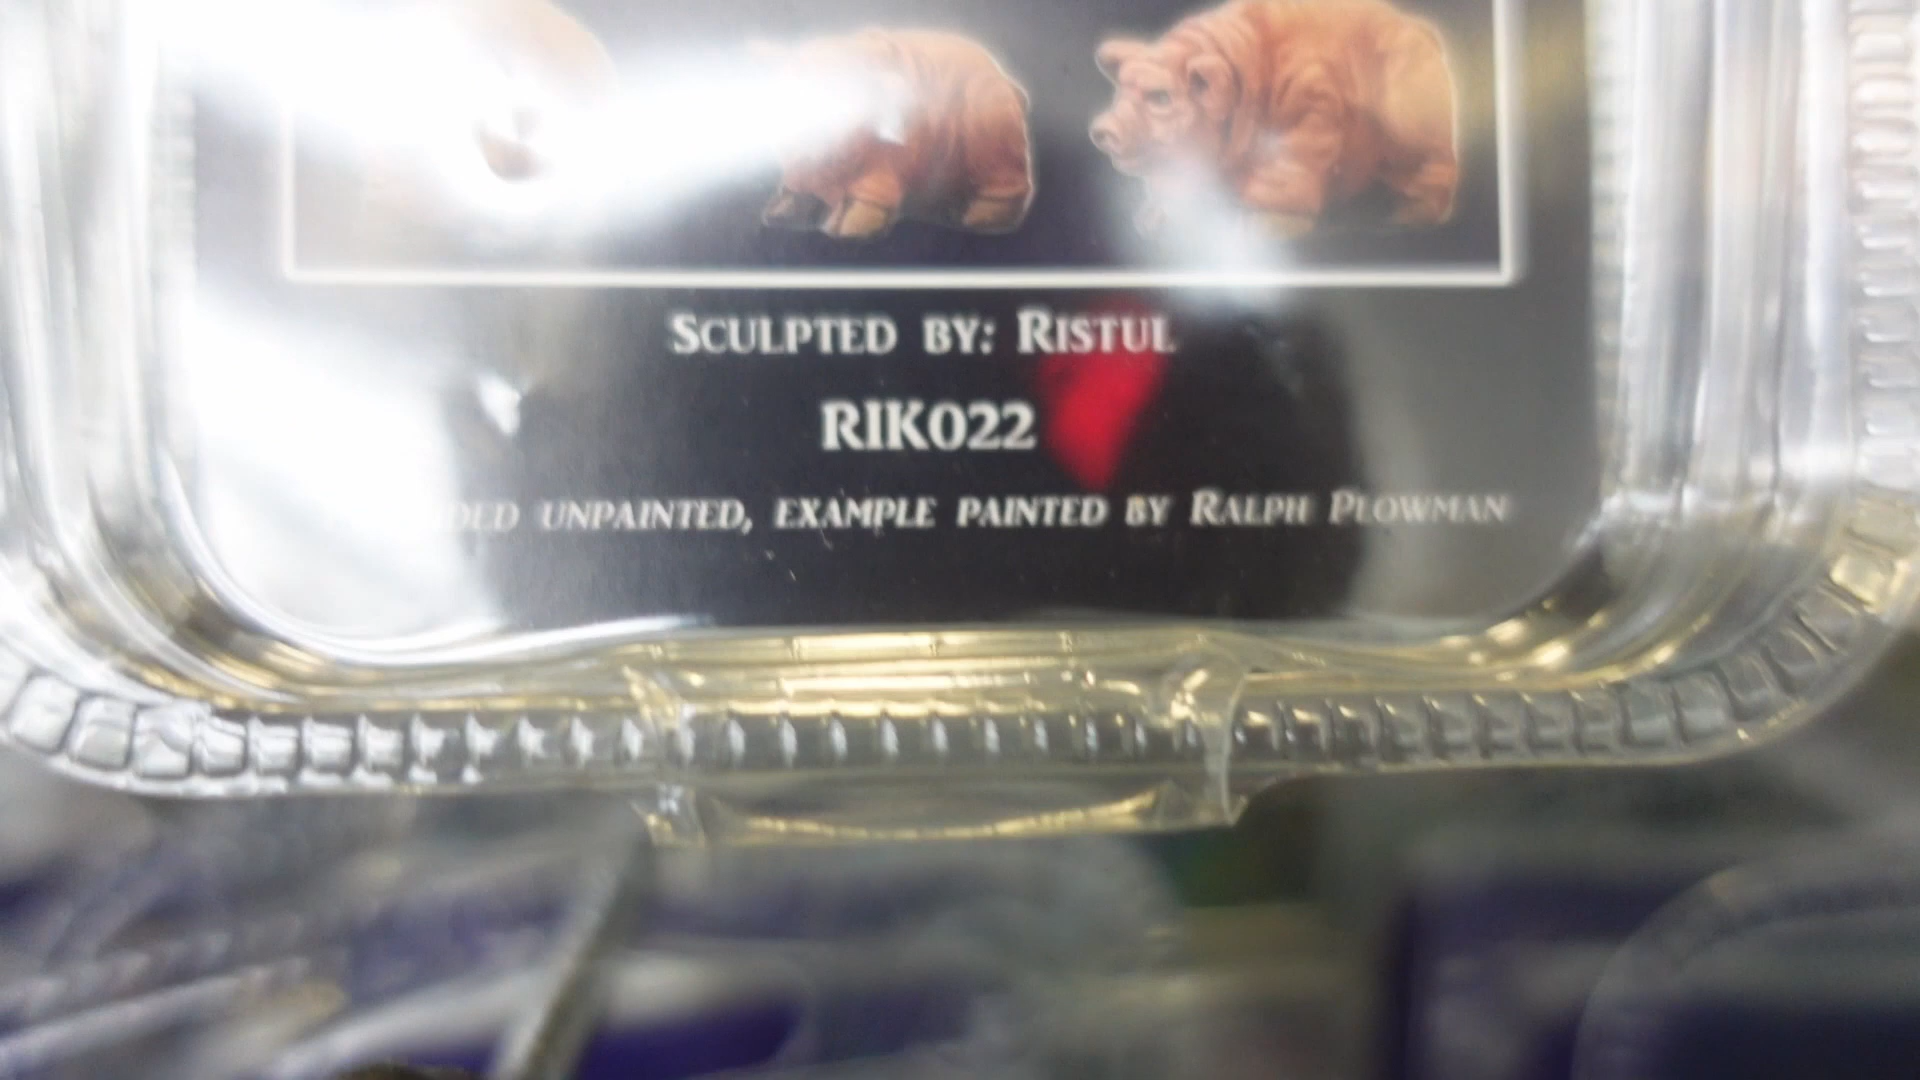 Sculpted by: Ristul
RIK022
unpainted, example painted by Ralph Plowman